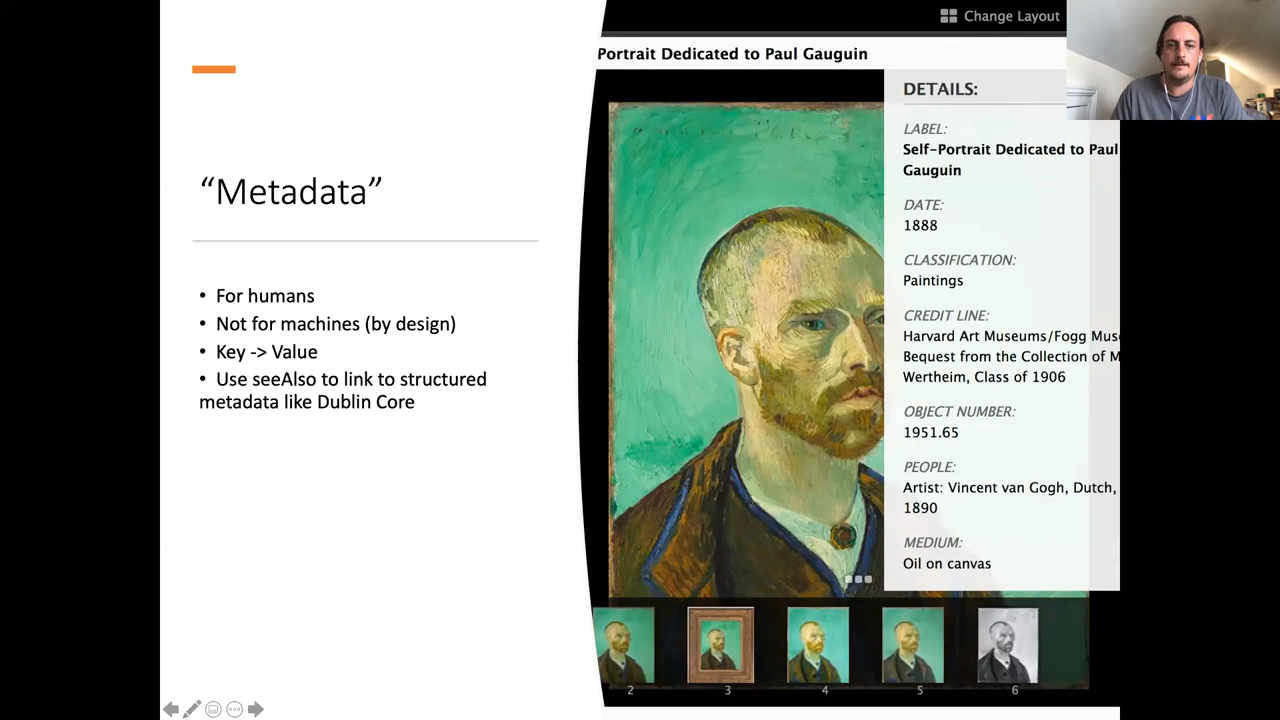 “Metadata”
• For humans
• Not for machines (by design)
• Key -> Value
• Use seeAlso to link to structured
metadata like Dublin Core
Change Layout
Portrait Dedicated to Paul Gauguin
DETAILS:
LABEL:
Self-Portrait Dedicated to Paul
Gauguin
DATE:
1888
CLASSIFICATION:
Paintings
CREDIT LINE:
Harvard Art Museums/Fogg Mus
Bequest from the Collection of M
Wertheim, Class of 1906
OBJECT NUMBER:
1951.65
PEOPLE:
Artist: Vincent van Gogh, Dutch,
1890
MEDIUM:
Oil on canvas
2
3
4
5
6